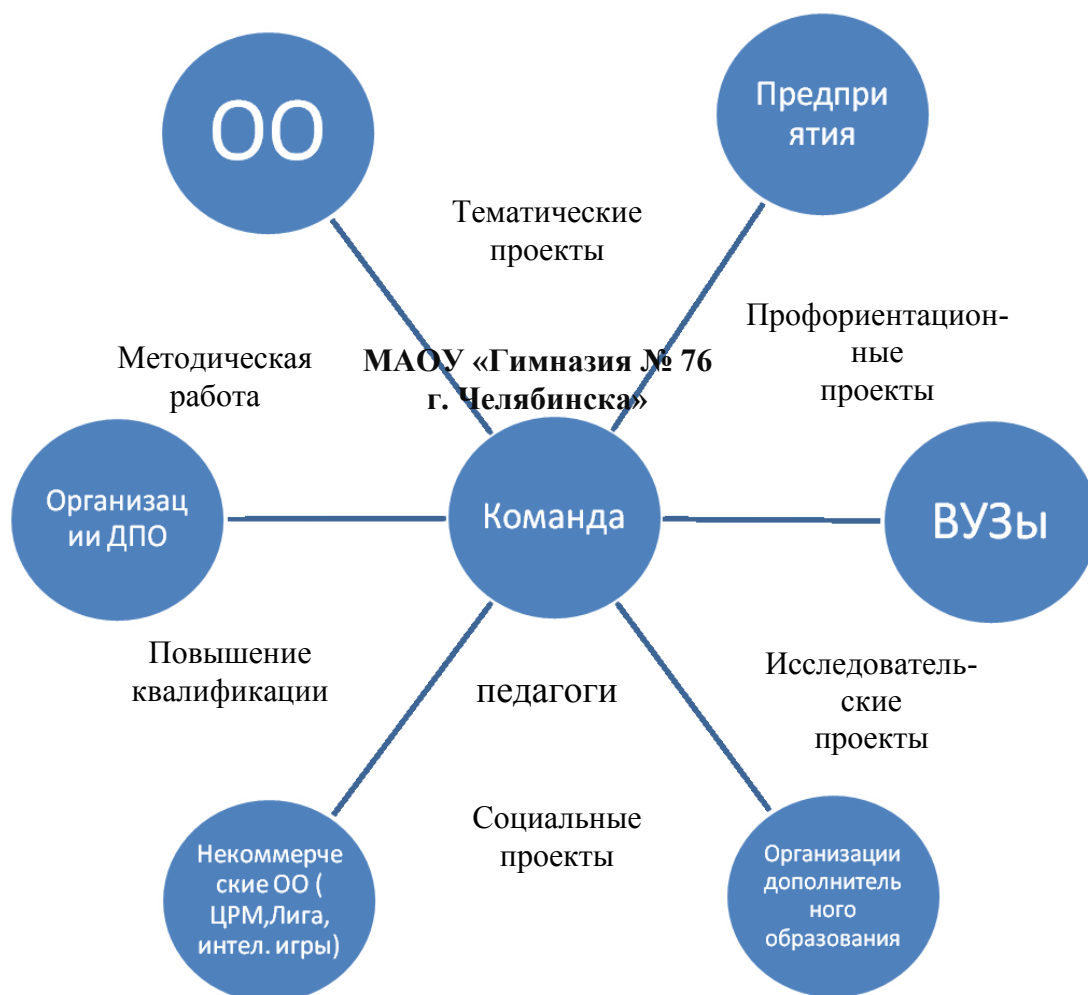 ОО
Предпри
ятия
Тематические
проекты
Профориентацион-
ные
проекты
Методическая
работа
МАОУ «Гимназия № 76
г. Челябинска»
Организац
ии ДПО
Команда
ВУЗы
Повышение
квалификации
педагоги
Исследователь-
ские
проекты
Социальные
проекты
Некоммерче
ские ОО (
ЦРМ,Лига,
интел. игры)
Организации
дополнитель
ного
образования